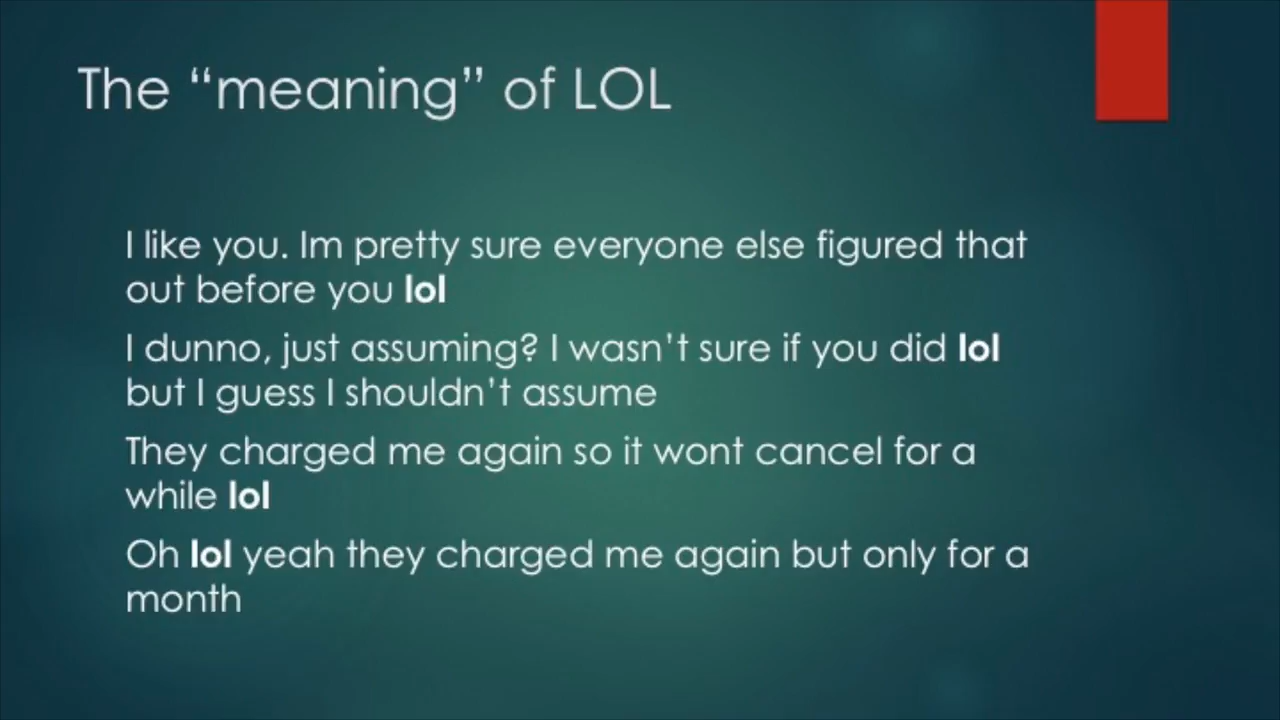 The “meaning” of LOL
I like you. Im pretty sure everyone else figured that
out before you lol
I dunno, just assuming? I wasn’t sure if you did lol
but I guess I shouldn’t assume
They charged me again so it wont cancel for a
while lol
Oh lol yeah they charged me again but only for a
month